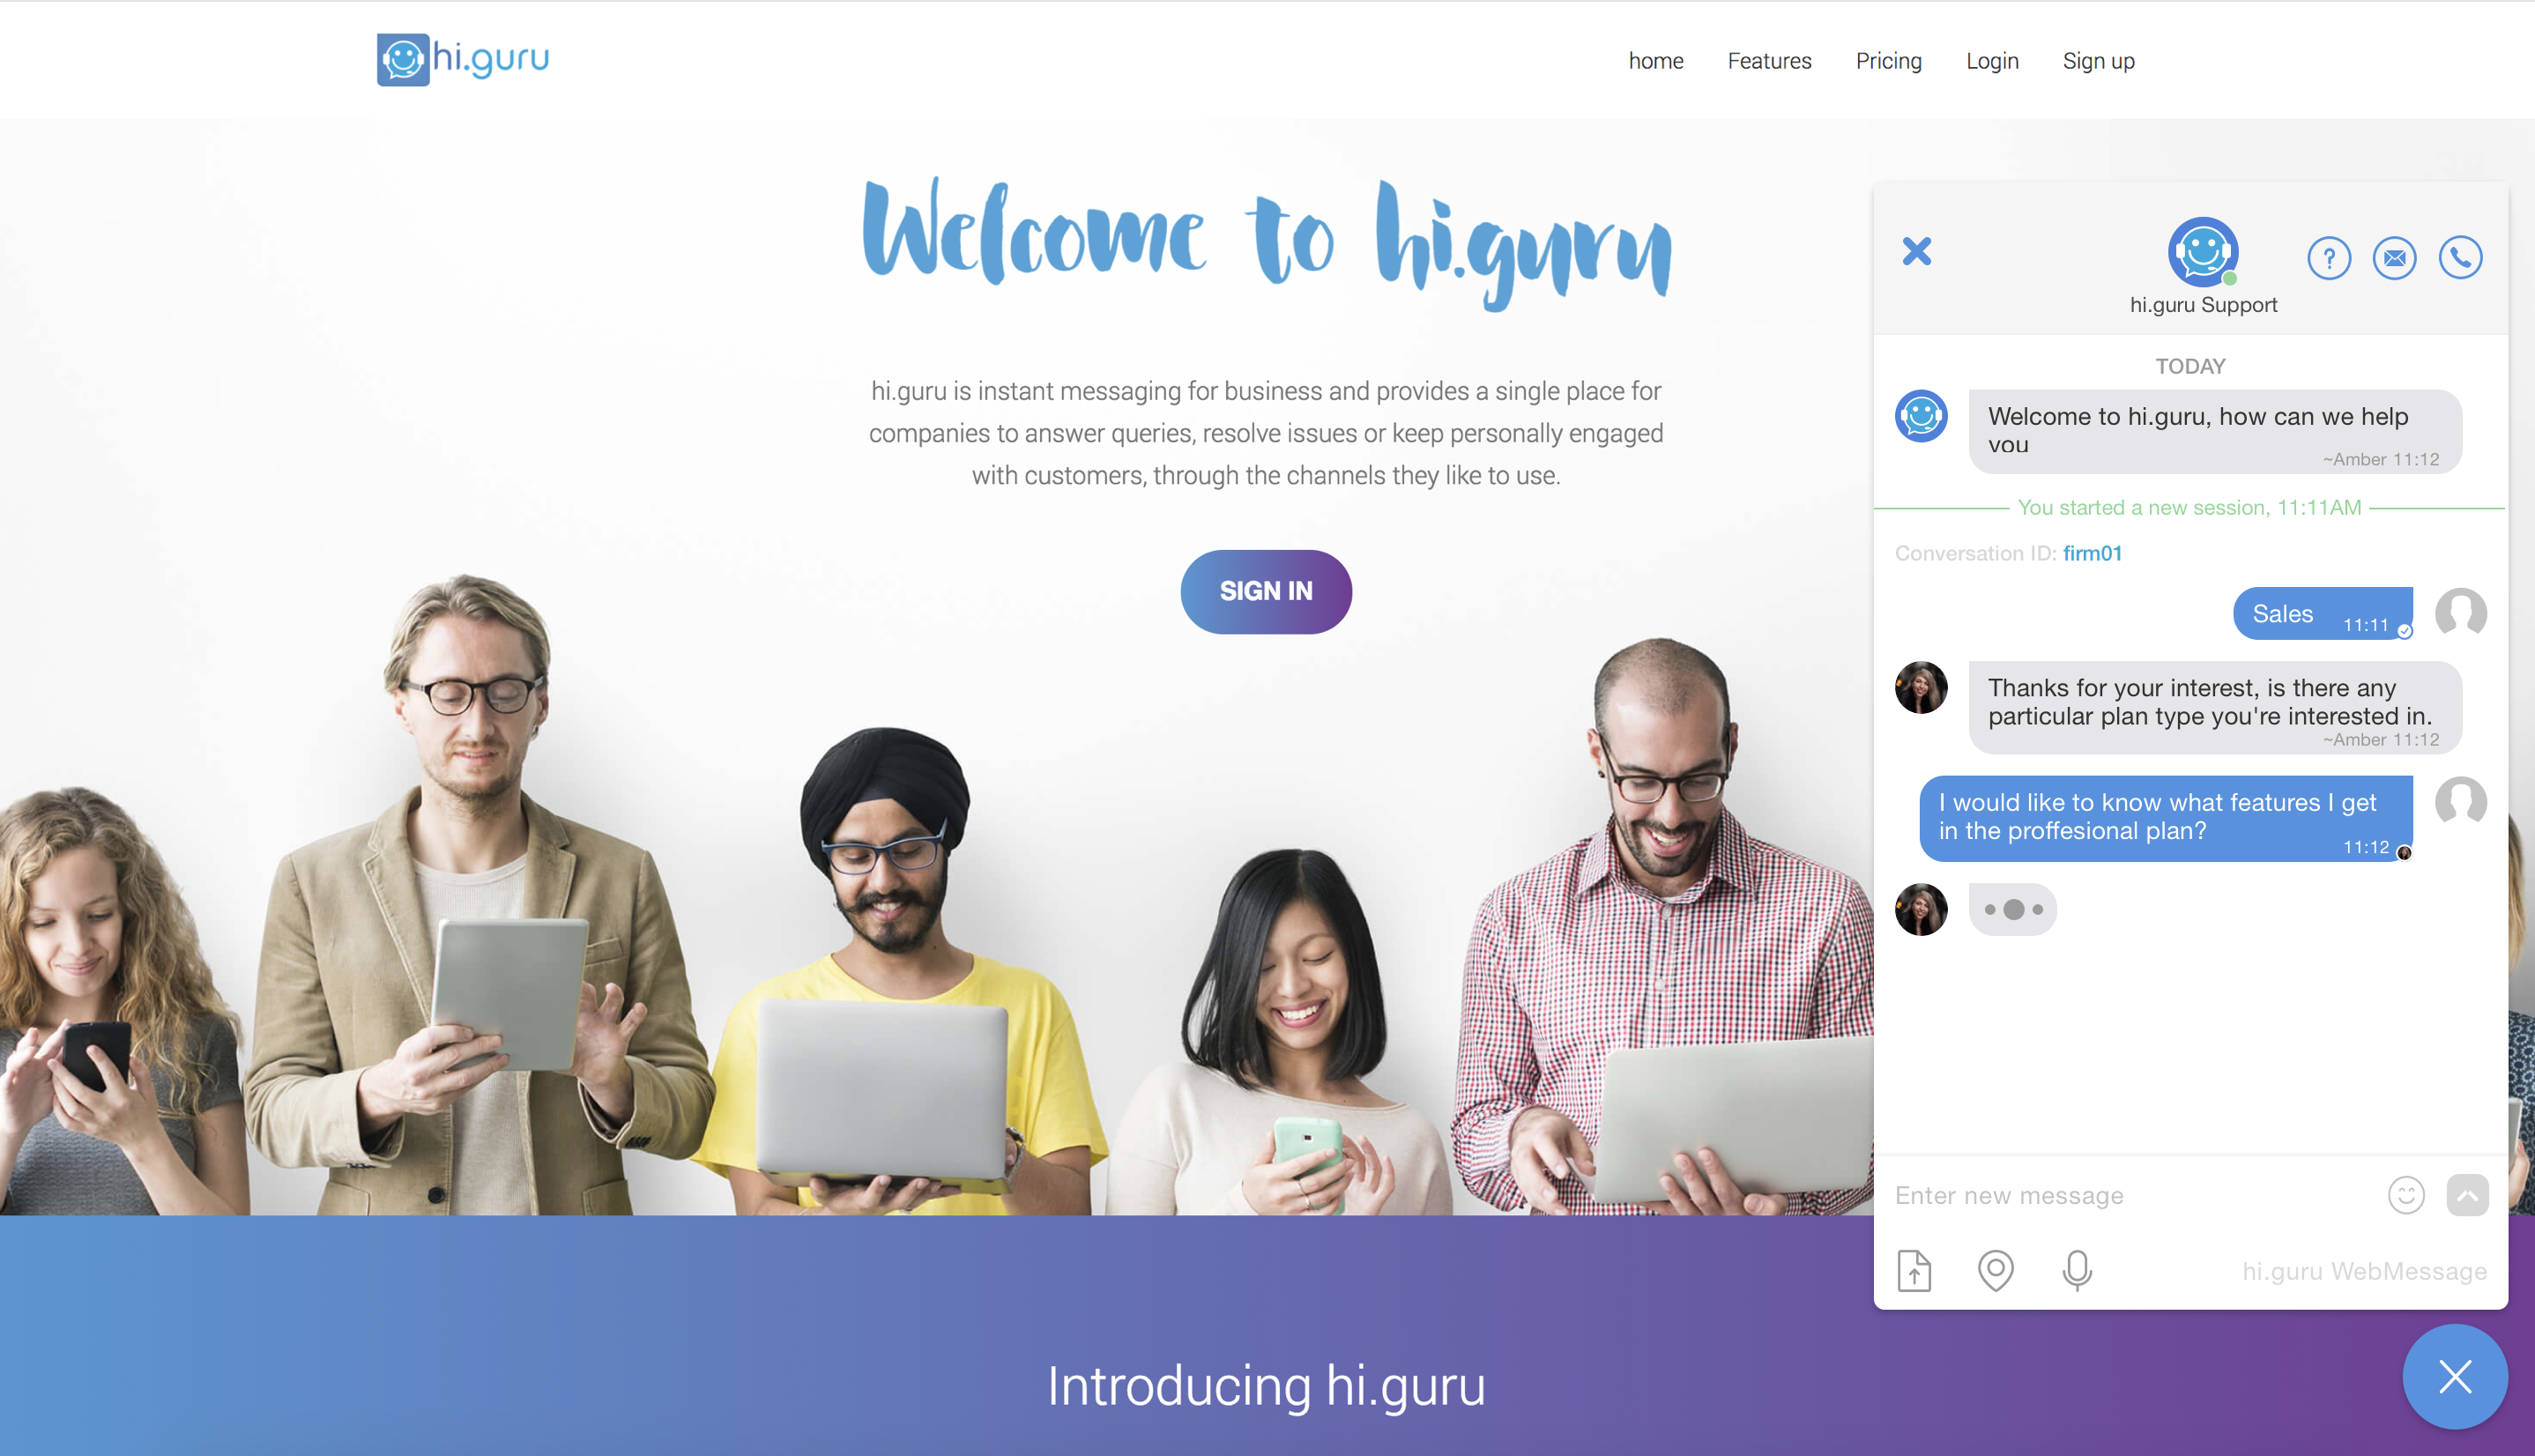 hi.guru
home Features Pricing Login Sign up
Welcome to hi.guru
hi.guru is instant messaging for business and provides a single place for
companies to answer queries, resolve issues or keep personally engaged
with customers, through the channels they like to use.
SIGN IN
?
hi.guru Support
TODAY
Welcome to hi.guru, how can we help
you
~Amber 11:12
You started a new session, 11:11AM
Conversation ID: firm01
Sales 11:11
Thanks for your interest, is there any
particular plan type you're interested in.
~Amber 11:12
I would like to know what features I get
in the proffesional plan?
11:12
Enter new message
hi.guru WebMessage
Introducing hi.guru